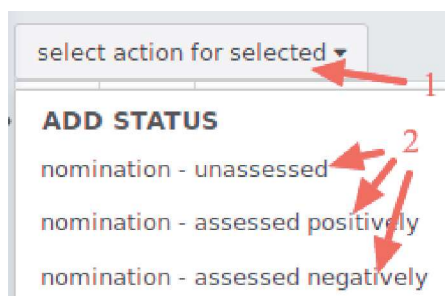 select action for selected
1
ADD STATUS
2
nomination - unassessed
nomination - assessed positively
nomination - assessed negatively